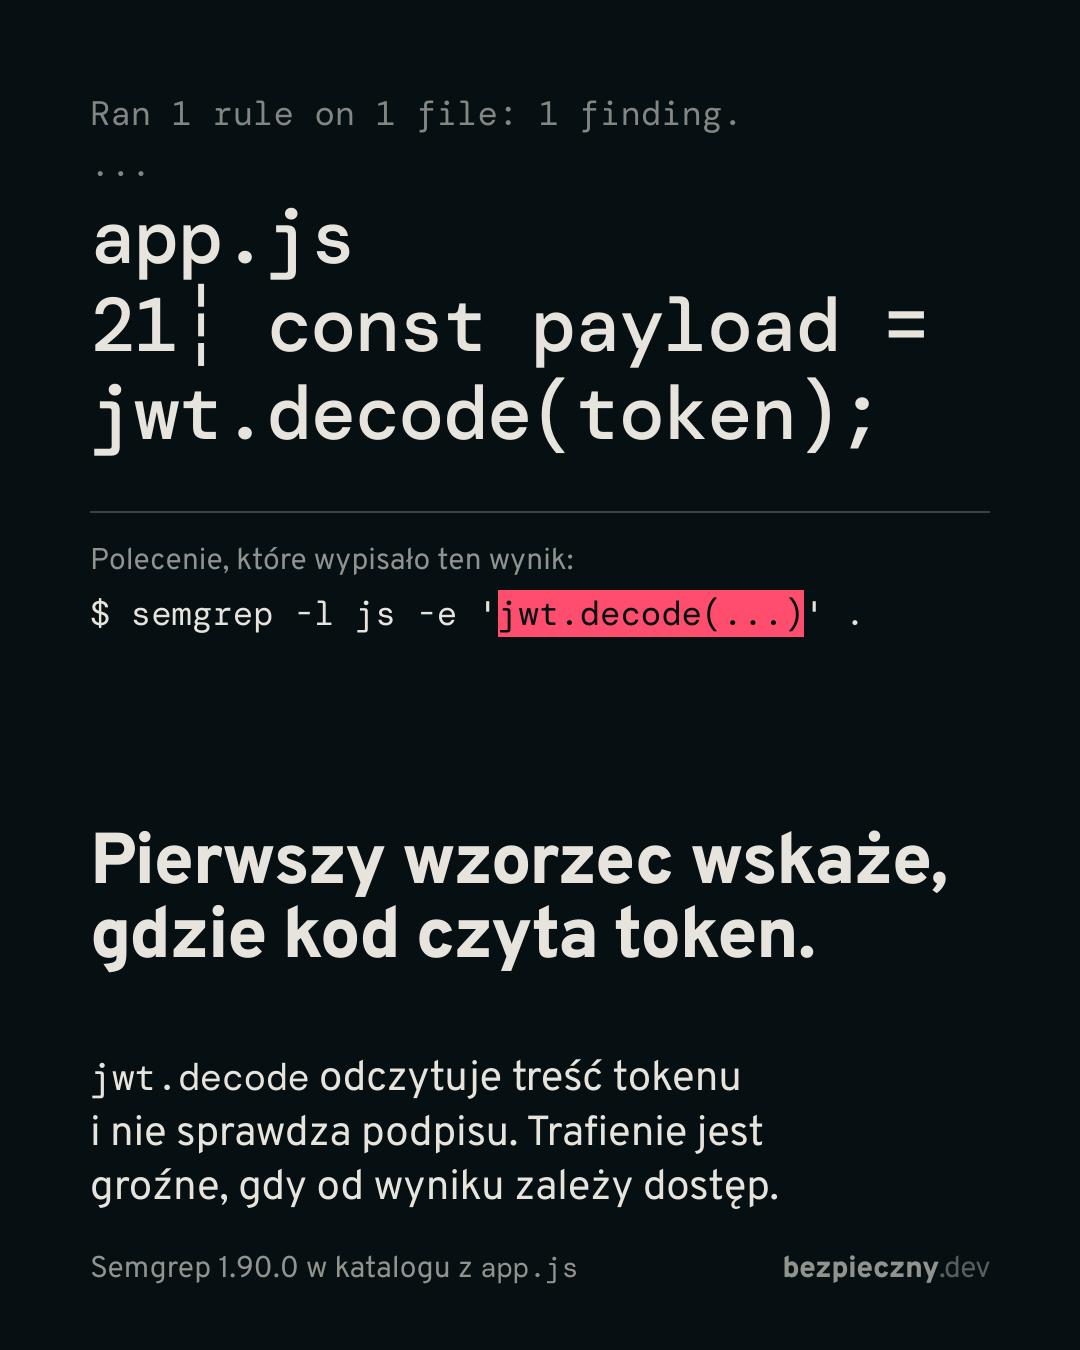 Ran 1 rule on 1 file: 1 finding.
...
app.js
21┆ const payload =
jwt.decode(token);
Polecenie, które wypisało ten wynik:
$ semgrep -l js -e 'jwt.decode(...)' .
Pierwszy wzorzec wskaże,
gdzie kod czyta token.
jwt.decode odczytuje treść tokenu
i nie sprawdza podpisu. Trafienie jest
groźne, gdy od wyniku zależy dostęp.
Semgrep 1.90.0 w katalogu z app.js
bezpieczny.dev